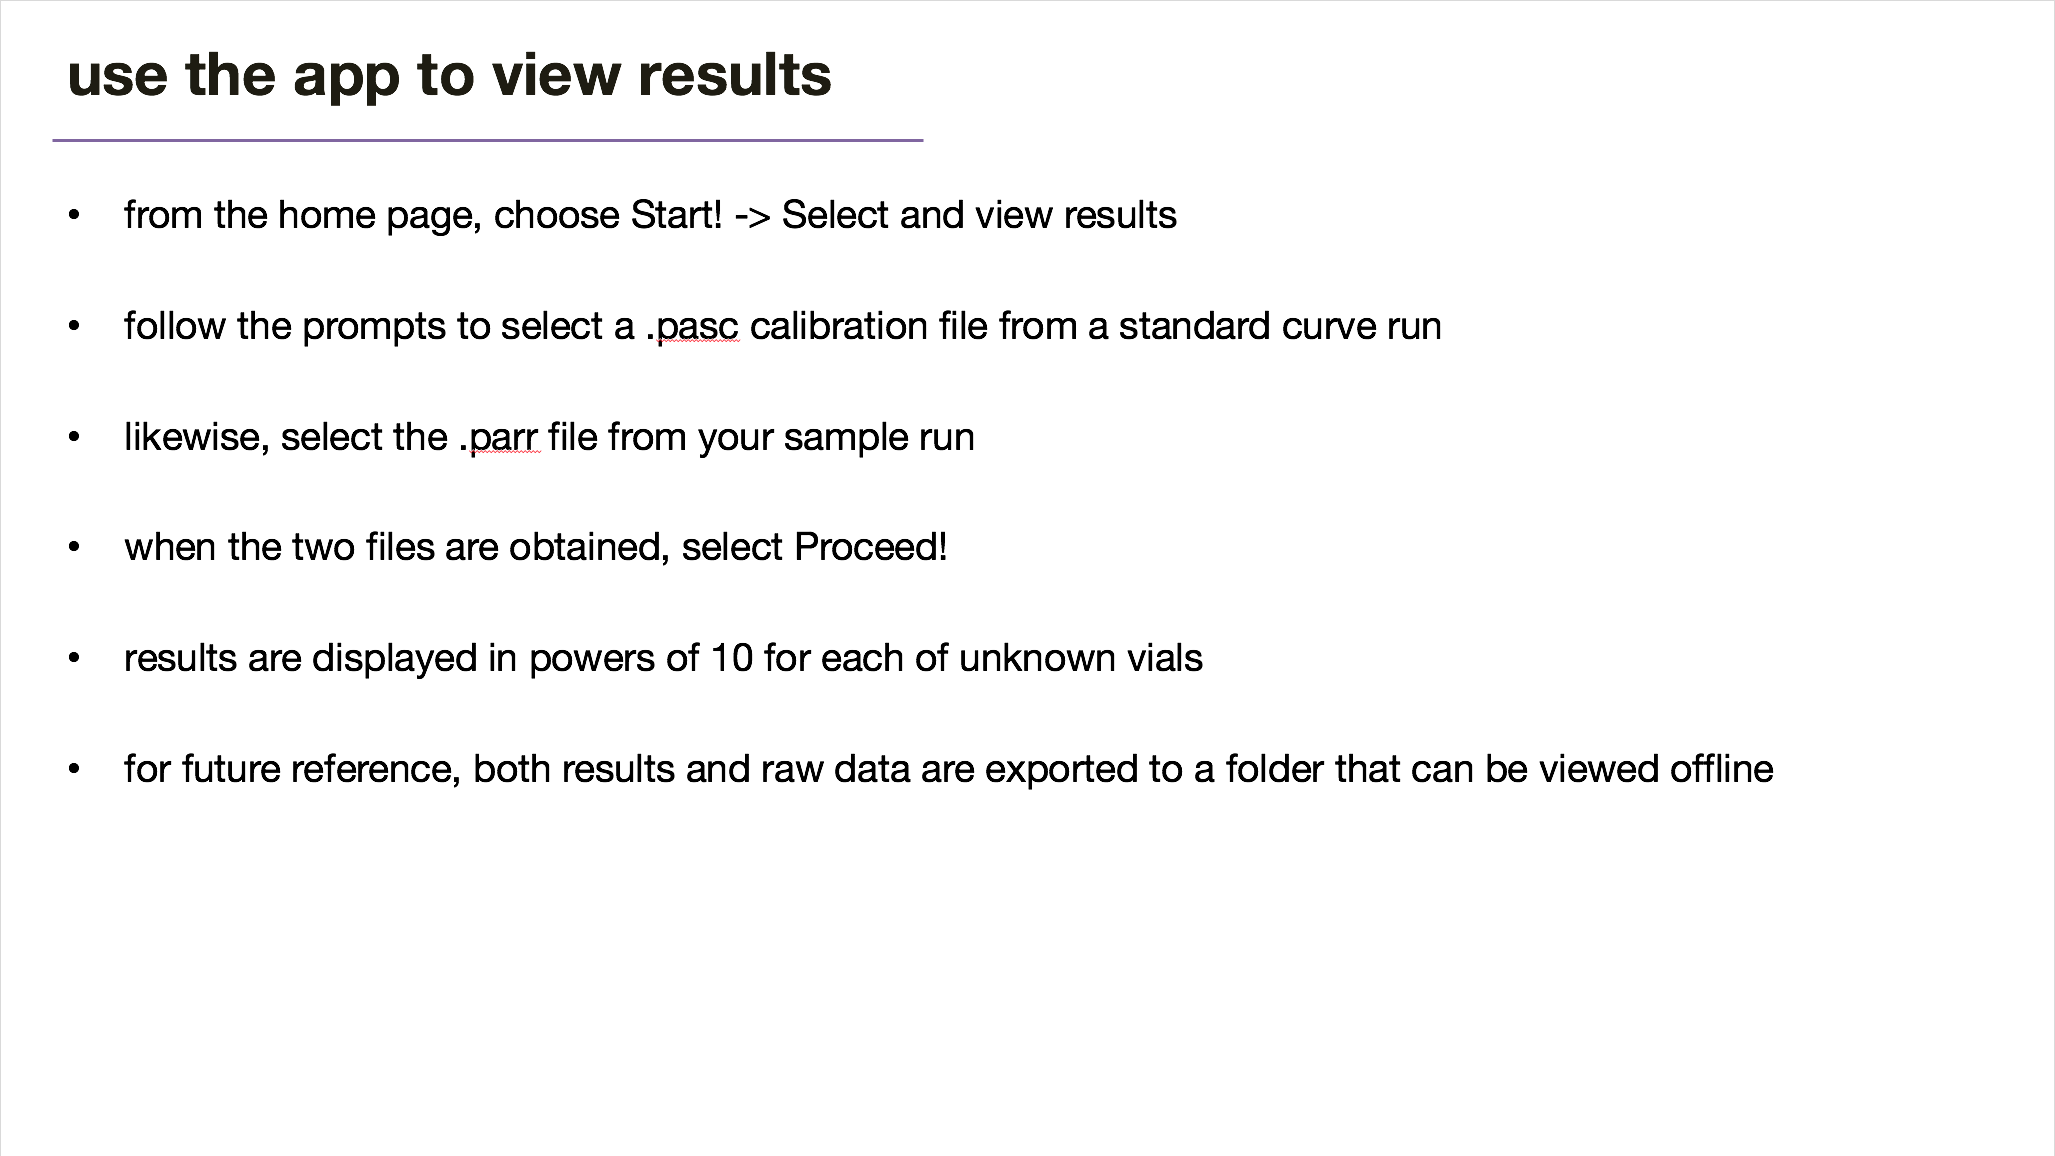 use the app to view results
• from the home page, choose Start! -> Select and view results
• follow the prompts to select a .pasc calibration file from a standard curve run
• likewise, select the .parr file from your sample run
• when the two files are obtained, select Proceed!
• results are displayed in powers of 10 for each of unknown vials
• for future reference, both results and raw data are exported to a folder that can be viewed offline